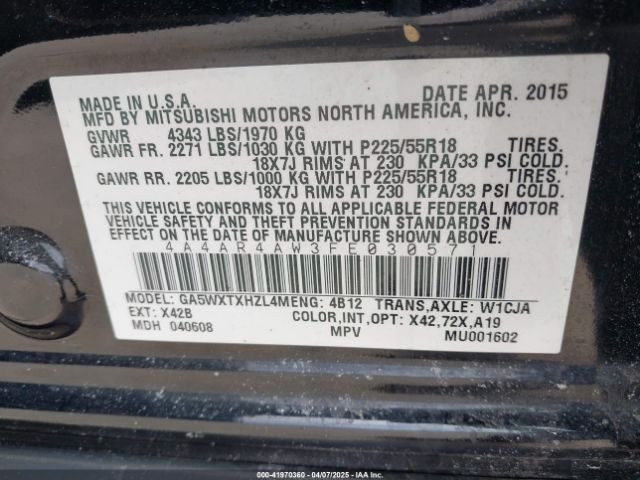 MADE IN U.S.A. DATE APR. 2015
MFD BY MITSUBISHI MOTORS NORTH AMERICA, INC.
GVWR 4343 LBS/1970 KG
GAWR FR. 2271 LBS/1030 KG WITH P225/55R18 TIRES.
18X7J RIMS AT 230 KPA/33 PSI COLD.
GAWR RR. 2205 LBS/1000 KG WITH P225/55R18 TIRES.
18X7J RIMS AT 230 KPA/33 PSI COLD.
THIS VEHICLE CONFORMS TO ALL APPLICABLE FEDERAL MOTOR
VEHICLE SAFETY AND THEFT PREVENTION STANDARDS IN
EFFECT ON THE DATE OF MANUFACTURE SHOWN ABOVE.
4A4AR4AW3FE030571
MODEL: GA5WXTXHZL4MENG: 4B12 TRANS,AXLE: W1CJA
EXT: X42B COLOR,INT,OPT: X42,72X,A19
MDH 040608 MPV MU001602
000-41970360 - 04/07/2025 - IAAI.COM